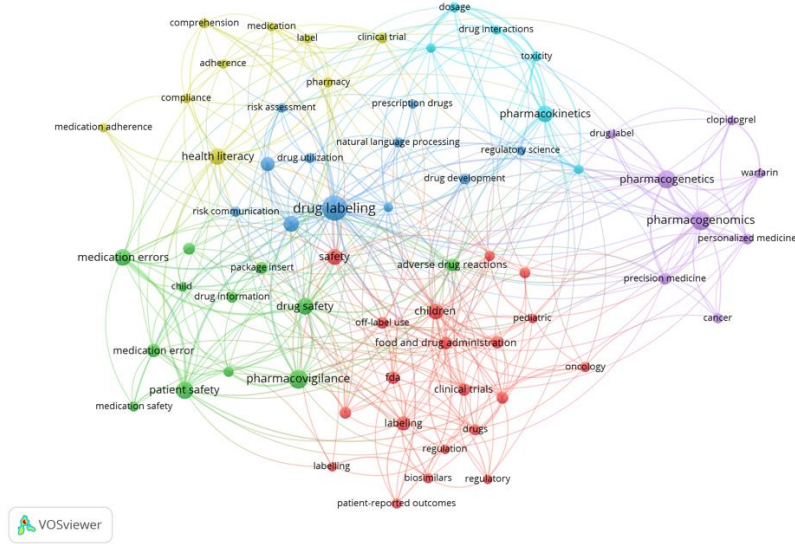 dosage
comprehension
medication
drug interactions
label
clinical trial
toxicity
adherence
pharmacy
compliance
risk assessment
prescription drugs
pharmacokinetics
clopidogrel
medication adherence
drug label
natural language processing
regulatory science
health literacy
drug utilization
warfarin
drug development
pharmacogenetics
drug labeling
risk communication
pharmacogenomics
personalized medicine
medication errors
safety
package insert
adverse drug reactions
precision medicine
child
drug information
drug safety
children
off-label use
pediatric
cancer
food and drug administration
medication error
oncology
pharmacovigilance
fda
patient safety
clinical trials
medication safety
labeling
drugs
regulation
labelling
biosimilars
regulatory
patient-reported outcomes
VOSviewer